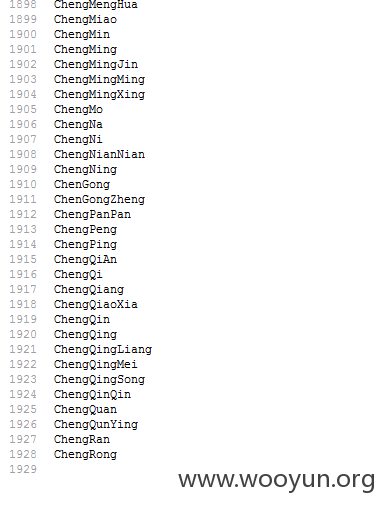 1898 ChengMengHua
1899 ChengMiao
1900 ChengMin
1901 ChengMing
1902 ChengMingJin
1903 ChengMingMing
1904 ChengMingXing
1905 ChengMo
1906 ChengNa
1907 ChengNi
1908 ChengNianNian
1909 ChengNing
1910 ChenGong
1911 ChenGongZheng
1912 ChengPanPan
1913 ChengPeng
1914 ChengPing
1915 ChengQiAn
1916 ChengQi
1917 ChengQiang
1918 ChengQiaoXia
1919 ChengQin
1920 ChengQing
1921 ChengQingLiang
1922 ChengQingMei
1923 ChengQingSong
1924 ChengQinQin
1925 ChengQuan
1926 ChengQunYing
1927 ChengRan
1928 ChengRong
1929
www.wooyun.org